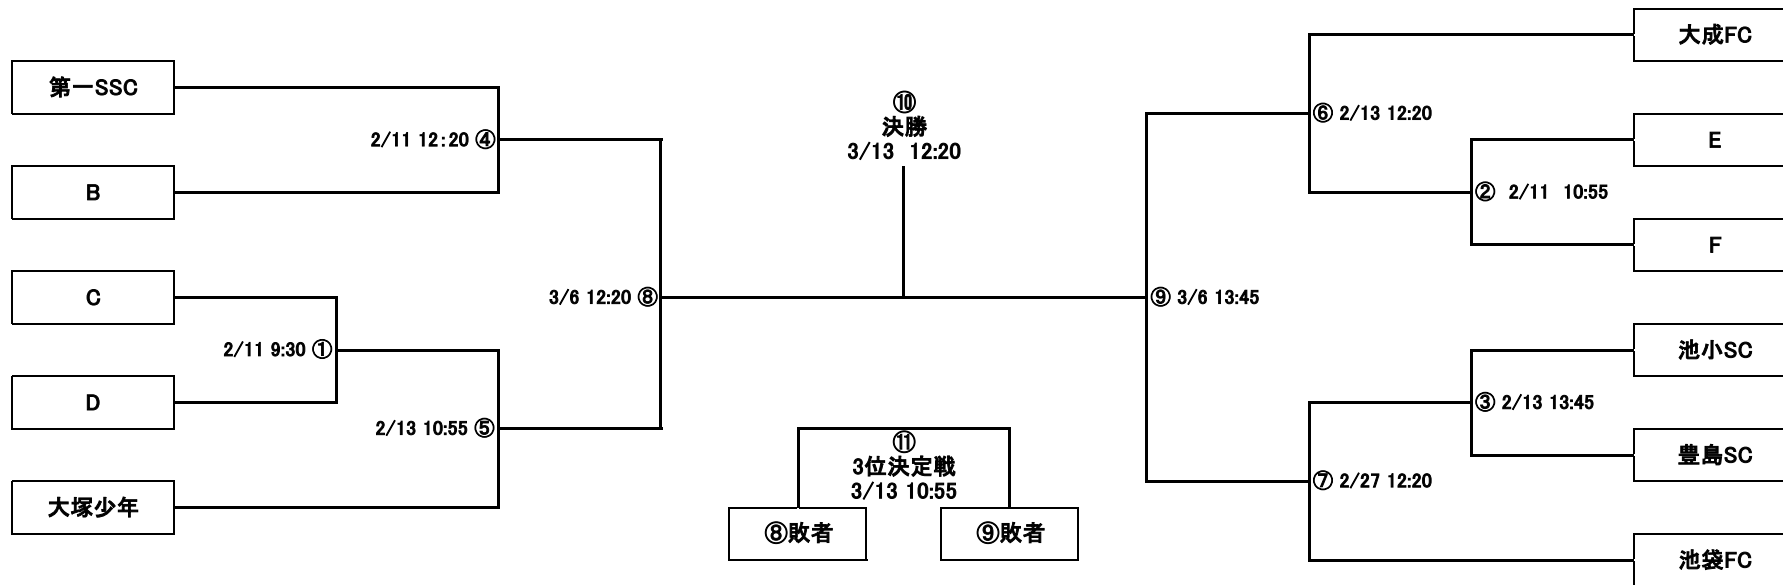 第一SSC
2/11 12:20 ④
B
C
2/11 9:30 ①
D
2/13 10:55 ⑤
大塚少年
3/6 12:20 ⑧
⑩
決勝
3/13 12:20
⑪
3位決定戦
3/13 10:55
⑧敗者
⑨敗者
⑨ 3/6 13:45
大成FC
⑥ 2/13 12:20
E
② 2/11 10:55
F
池小SC
③ 2/13 13:45
豊島SC
⑦ 2/27 12:20
池袋FC